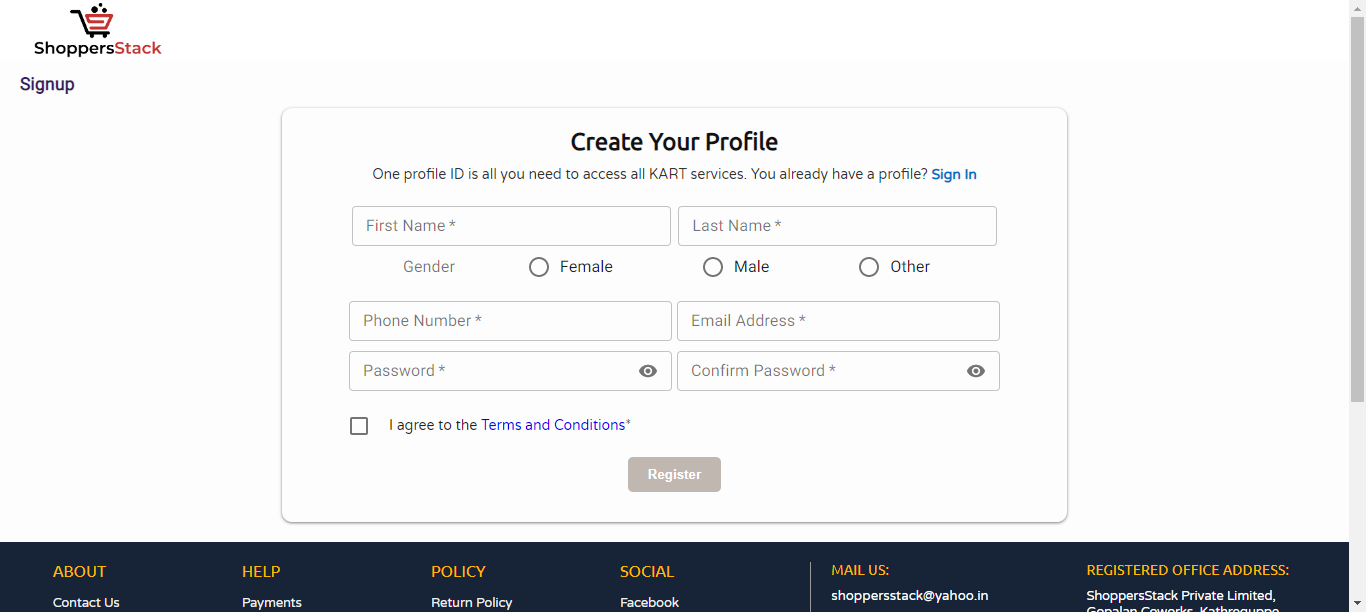 ShoppersStack
Signup
Create Your Profile
One profile ID is all you need to access all KART services. You already have a profile? Sign In
First Name * Last Name *
Gender Female Male Other
Phone Number * Email Address *
Password * Confirm Password *
I agree to the Terms and Conditions*
Register
ABOUT HELP POLICY SOCIAL MAIL US: REGISTERED OFFICE ADDRESS:
Contact Us Payments Return Policy Facebook shoppersstack@yahoo.in ShoppersStack Private Limited,
Gopalan Coworks, Kathreguppe